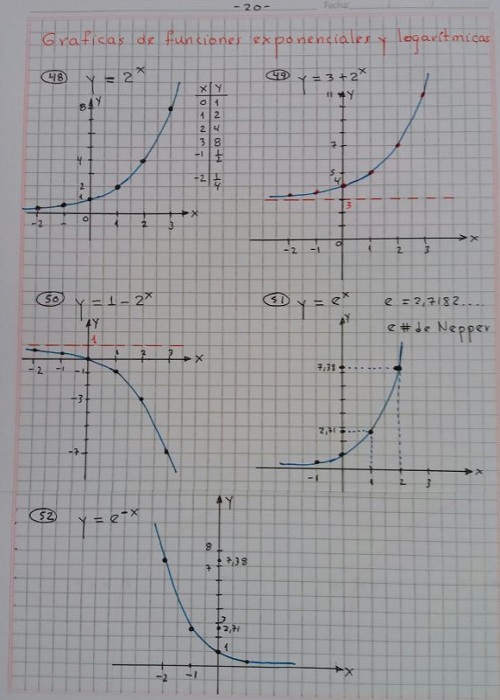 -20-
Fecha:
Graficas de funciones exponenciales y logarítmicas
48 y = 2^x
x y
0 1
1 2
2 4
3 8
-1 1/2
-2 1/4
8 y
4
2
1
-2 -1 0 1 2 3 x
49 y = 3 + 2^x
11 y
7
5
4
3
-2 -1 0 1 2 3 x
50 y = 1 - 2^x
y
1
-2 -1 1 2 3 x
-1
-3
-7
51 y = e^x e = 2,7182....
e # de Nepper
y
7,38
2,71
-1 1 2 3 x
52 y = e^-x
y
8
7,38
7
3
2,71
1
-2 -1 x